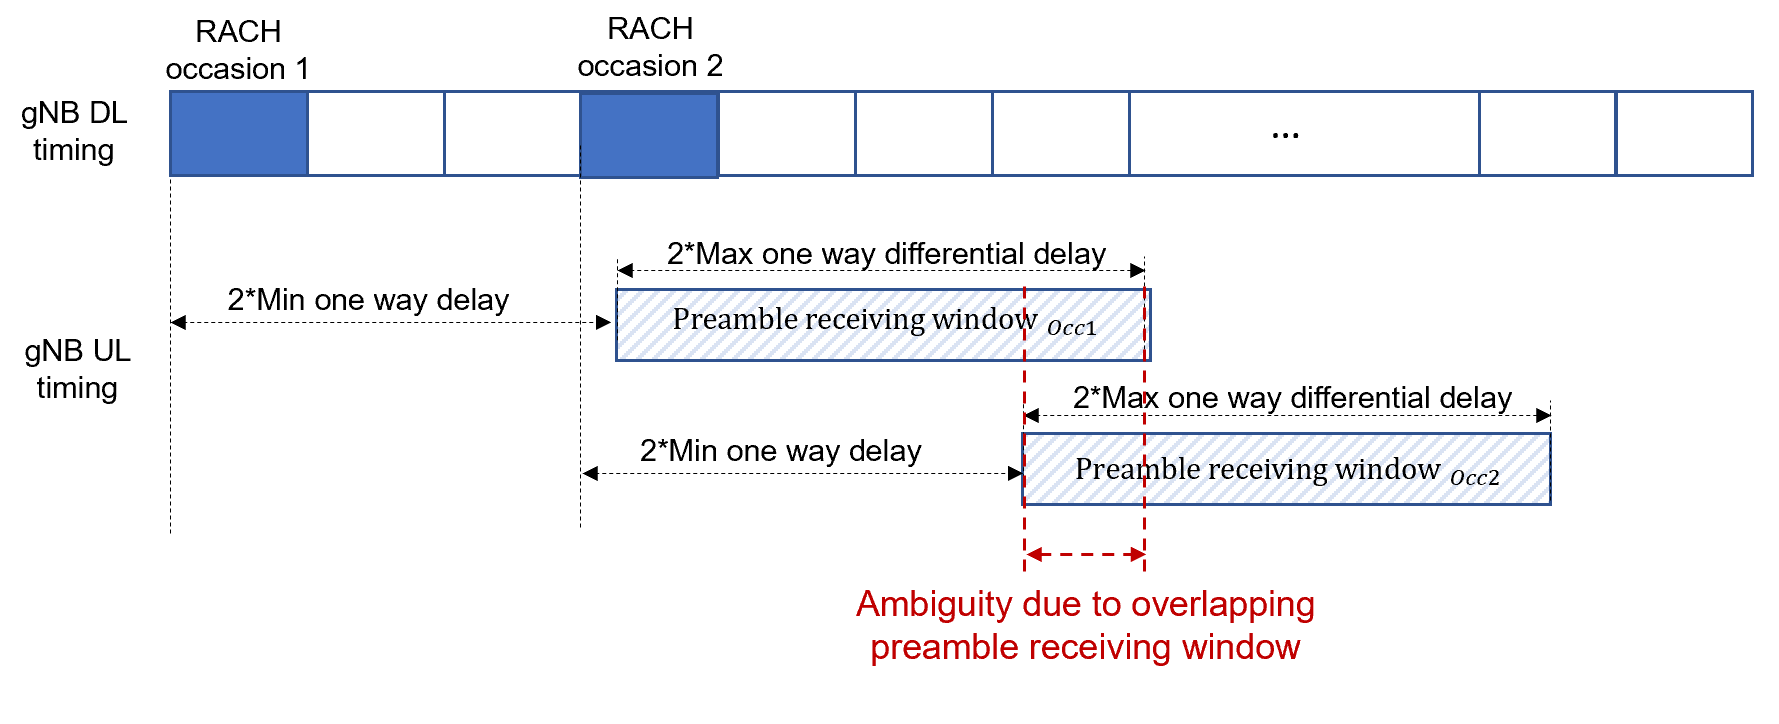 RACH
occasion 1
RACH
occasion 2
gNB DL
timing
...
2*Max one way differential delay
2*Min one way delay
Preamble receiving window Occ1
gNB UL
timing
2*Max one way differential delay
2*Min one way delay
Preamble receiving window Occ2
Ambiguity due to overlapping
preamble receiving window